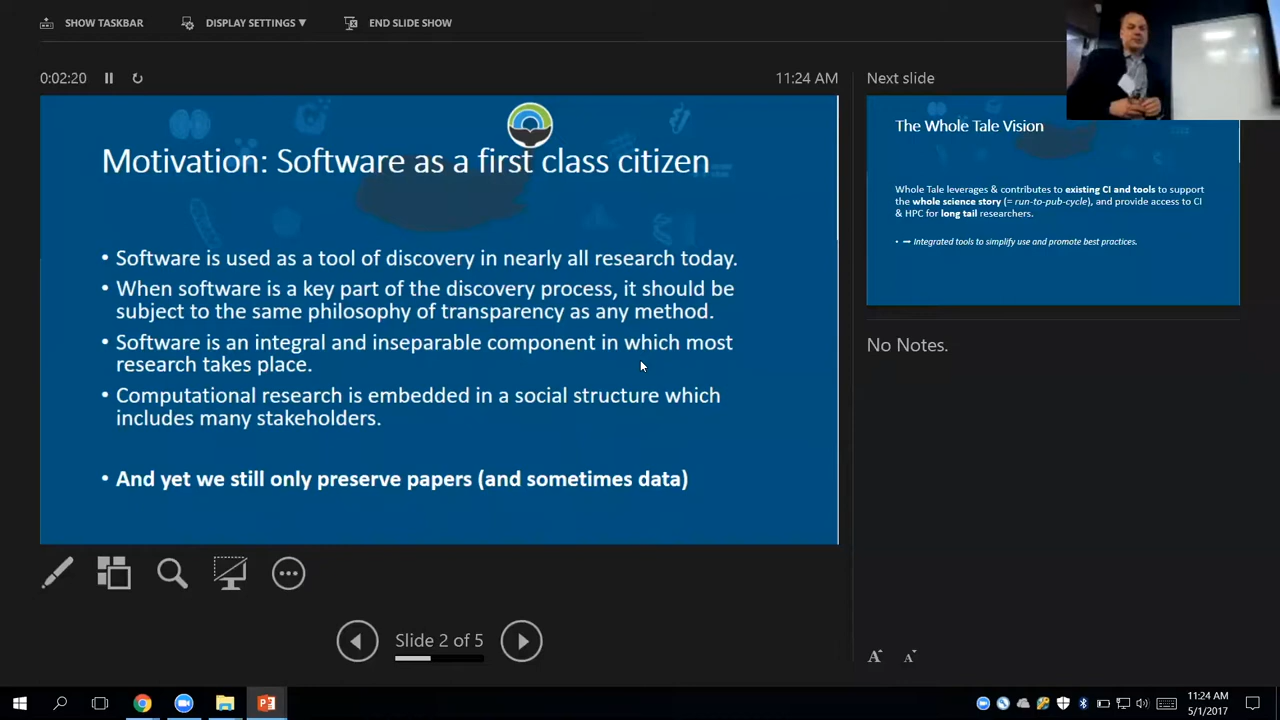 SHOW TASKBAR
DISPLAY SETTINGS ▼
END SLIDE SHOW
0:02:20
11:24 AM
Motivation: Software as a first class citizen
• Software is used as a tool of discovery in nearly all research today.
• When software is a key part of the discovery process, it should be
subject to the same philosophy of transparency as any method.
• Software is an integral and inseparable component in which most
research takes place.
• Computational research is embedded in a social structure which
includes many stakeholders.
• And yet we still only preserve papers (and sometimes data)
Slide 2 of 5
Next slide
The Whole Tale Vision
Whole Tale leverages & contributes to existing CI and tools to support
the whole science story (= run-to-pub-cycle), and provide access to CI
& HPC for long tail researchers.
• ➞ Integrated tools to simplify use and promote best practices.
No Notes.
A A
11:24 AM
5/1/2017